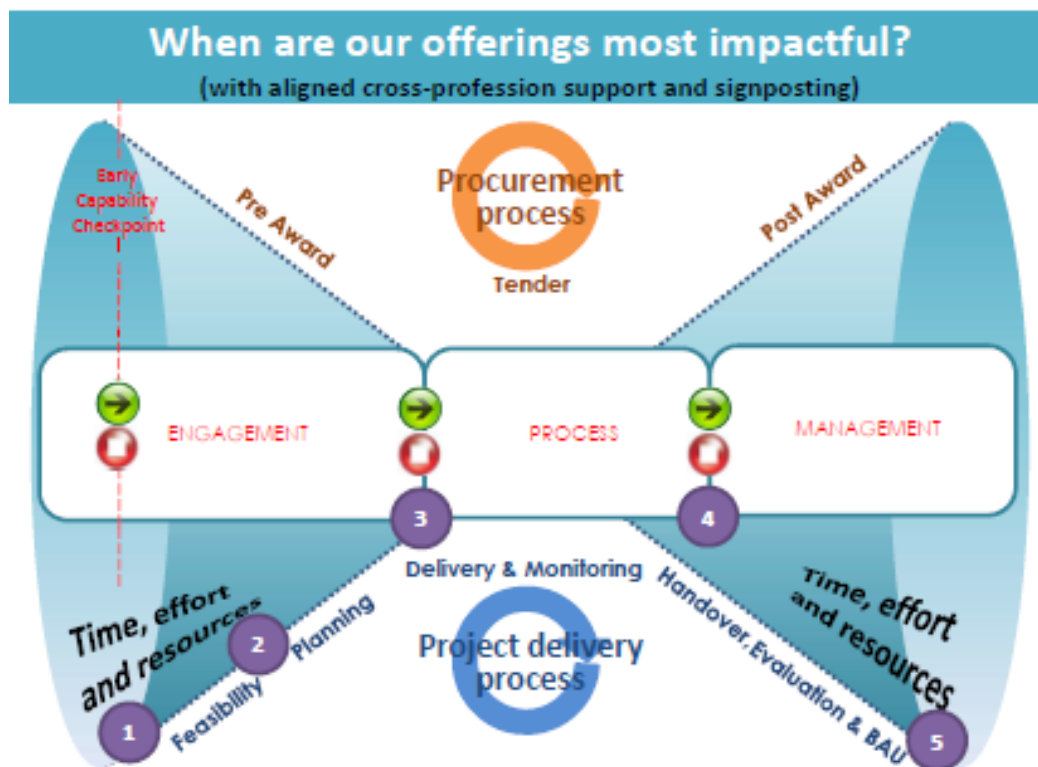 When are our offerings most impactful?
(with aligned cross-profession support and signposting)
Early
Capability
Checkpoint
Pre Award
Procurement
process
Tender
Post Award
ENGAGEMENT
PROCESS
MANAGEMENT
3
4
Delivery & Monitoring
Time, effort
and resources
2
Planning
Feasibility
1
Project delivery
process
Handover, Evaluation & BAU
Time, effort
and resources
5